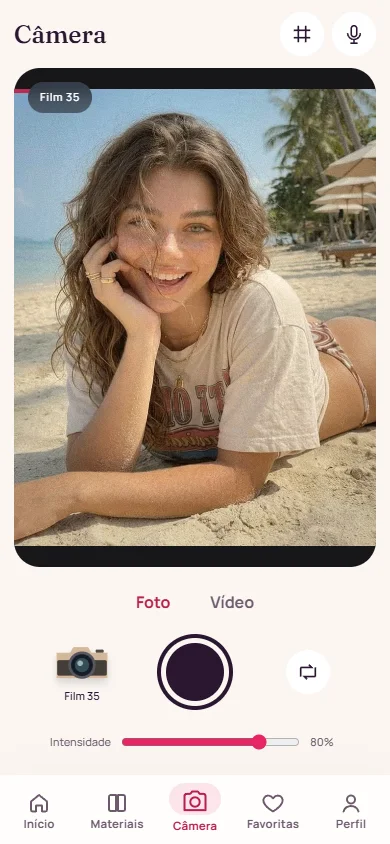 Câmera
Film 35
Foto
Vídeo
Film 35
Intensidade
80%
Início
Materiais
Câmera
Favoritas
Perfil